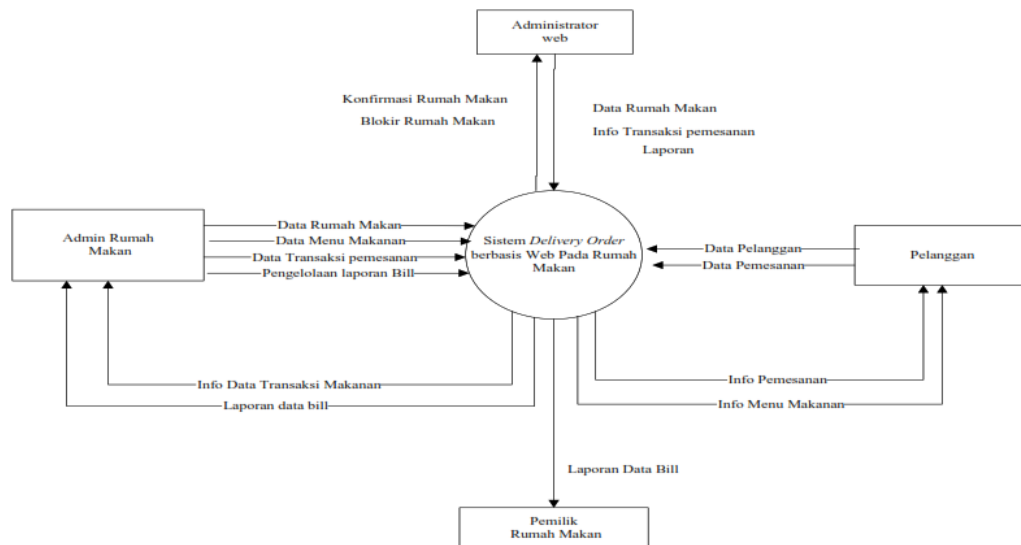 Administrator
web
Konfirmasi Rumah Makan
Blokir Rumah Makan
Data Rumah Makan
Info Transaksi pemesanan
Laporan
Admin Rumah
Makan
Data Rumah Makan
Data Menu Makanan
Data Transaksi pemesanan
Pengelolaan laporan Bill
Sistem Delivery Order
berbasis Web Pada Rumah
Makan
Data Pelanggan
Data Pemesanan
Pelanggan
Info Data Transaksi Makanan
Laporan data bill
Info Pemesanan
Info Menu Makanan
Laporan Data Bill
Pemilik
Rumah Makan